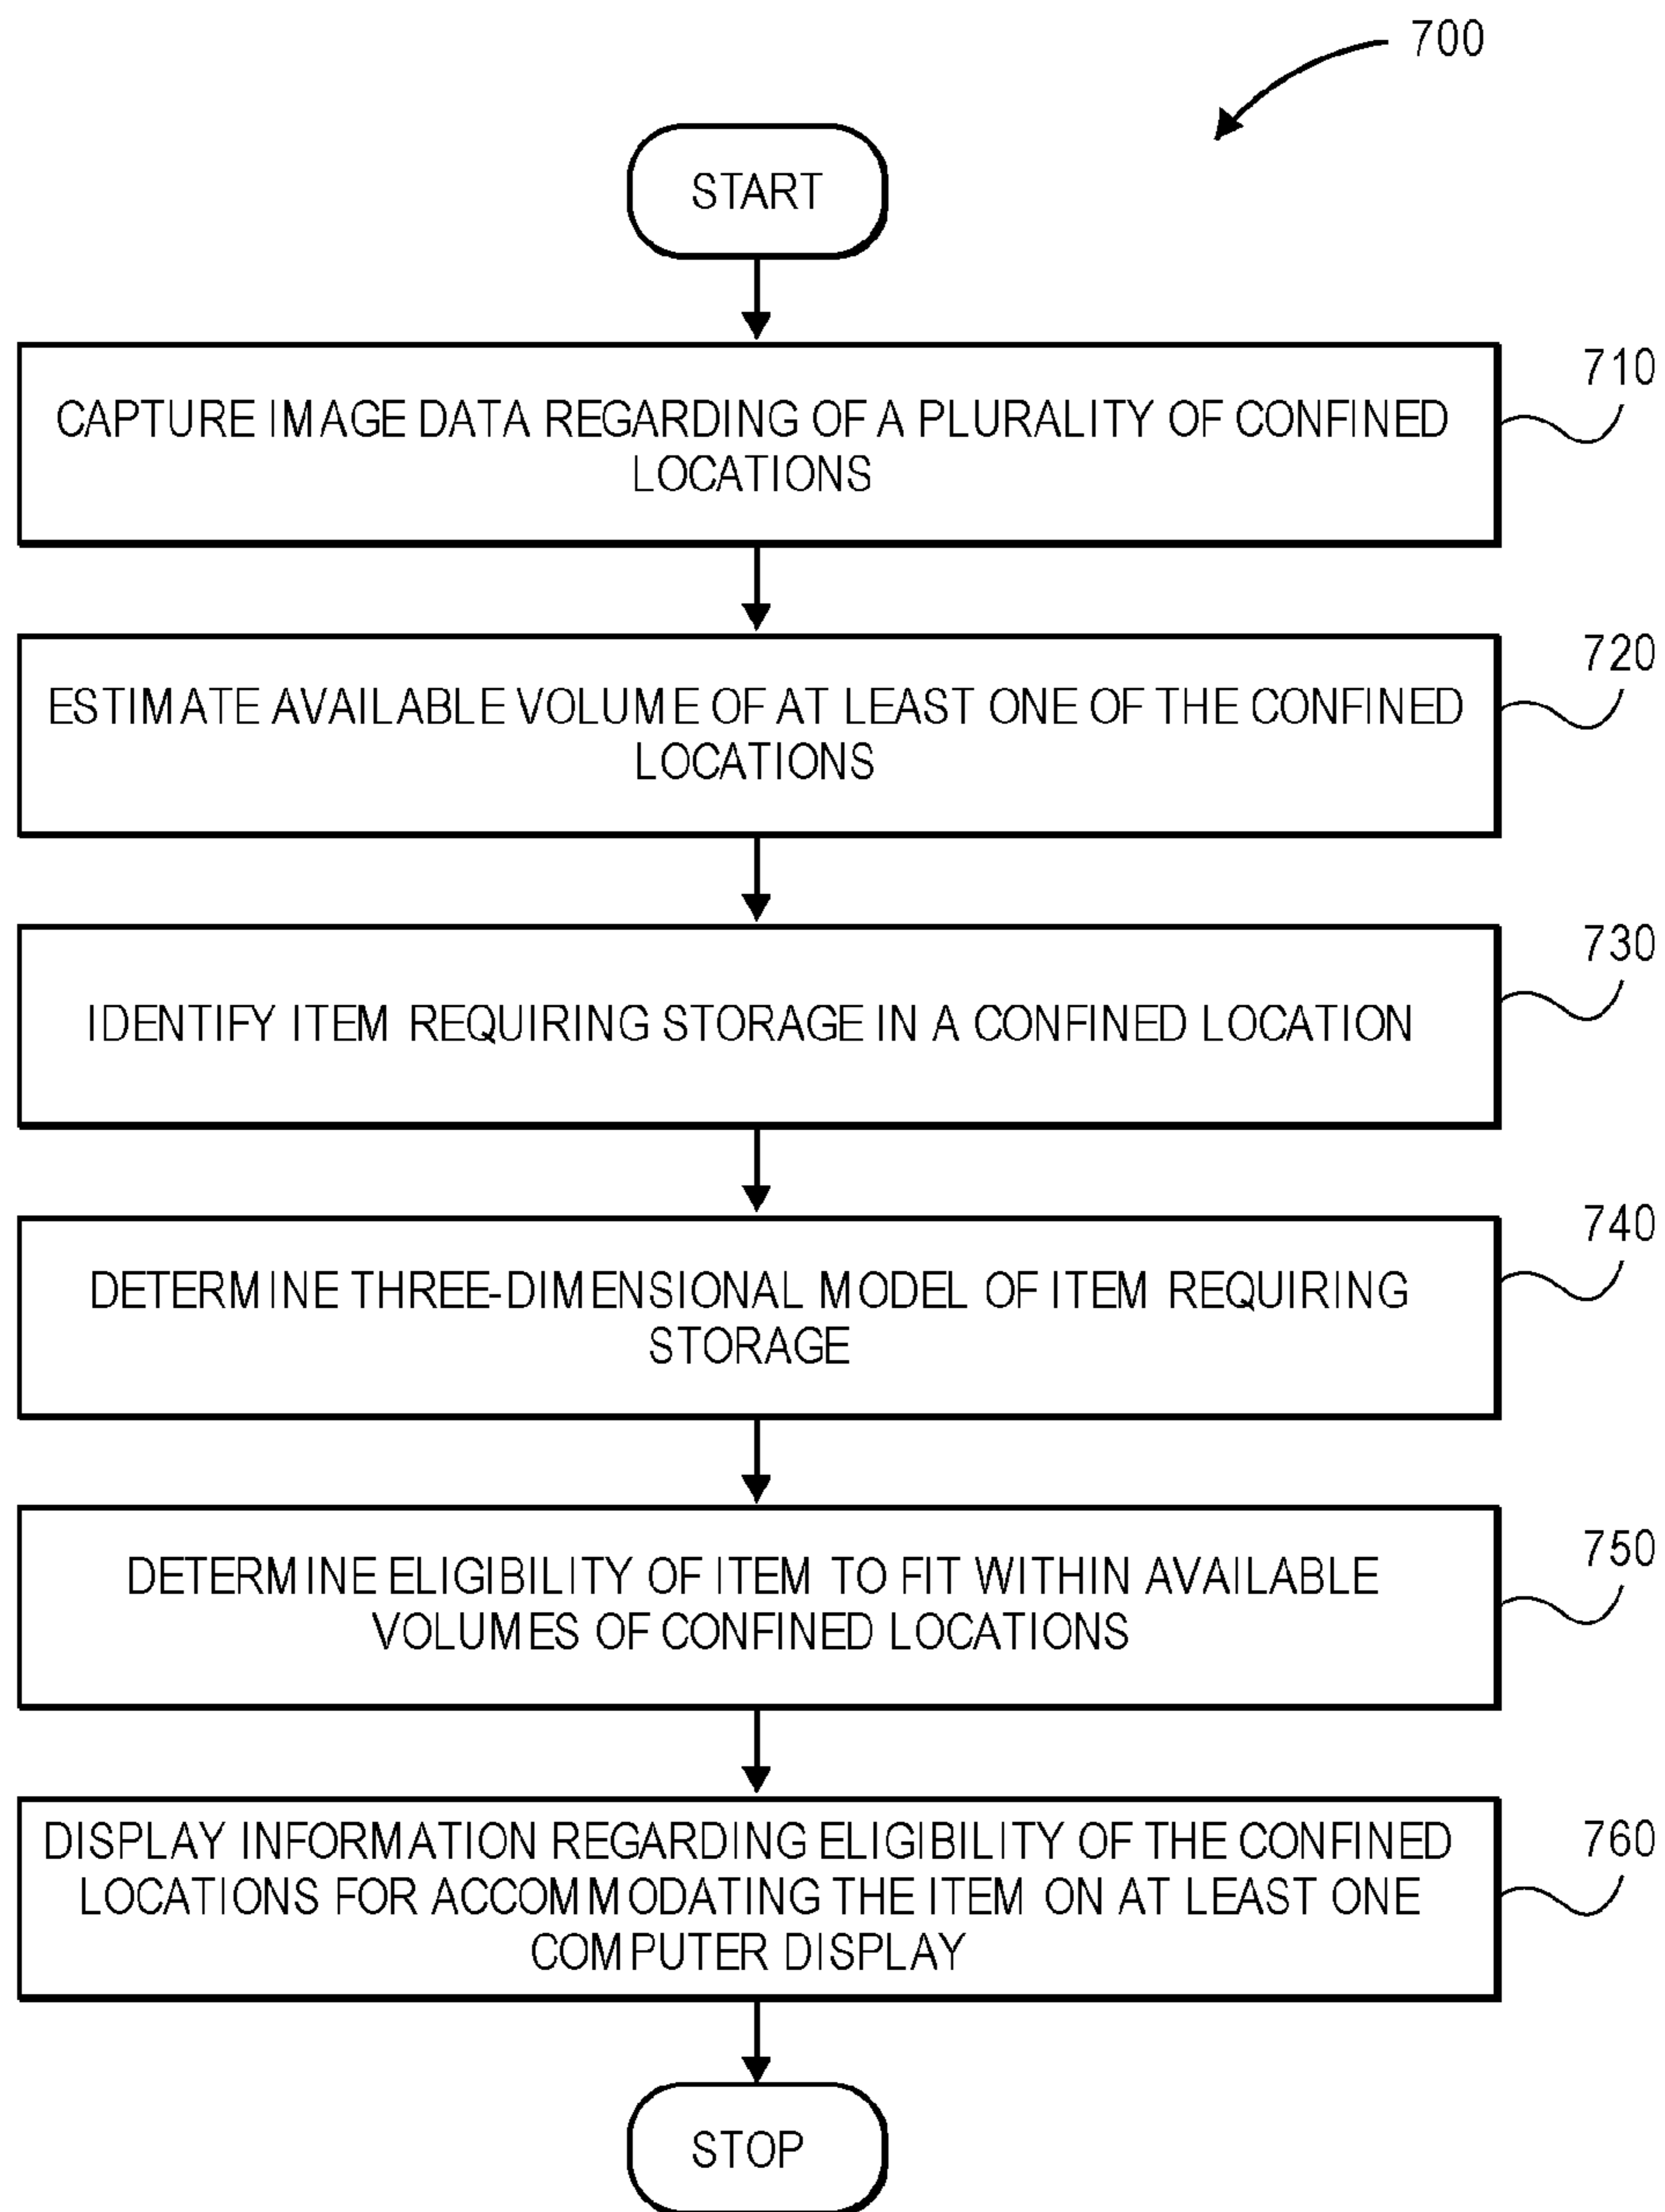 700
START
CAPTURE IMAGE DATA REGARDING OF A PLURALITY OF CONFINED
LOCATIONS
710
ESTIMATE AVAILABLE VOLUME OF AT LEAST ONE OF THE CONFINED
LOCATIONS
720
IDENTIFY ITEM REQUIRING STORAGE IN A CONFINED LOCATION
730
DETERMINE THREE-DIMENSIONAL MODEL OF ITEM REQUIRING
STORAGE
740
DETERMINE ELIGIBILITY OF ITEM TO FIT WITHIN AVAILABLE
VOLUMES OF CONFINED LOCATIONS
750
DISPLAY INFORMATION REGARDING ELIGIBILITY OF THE CONFINED
LOCATIONS FOR ACCOMMODATING THE ITEM ON AT LEAST ONE
COMPUTER DISPLAY
760
STOP